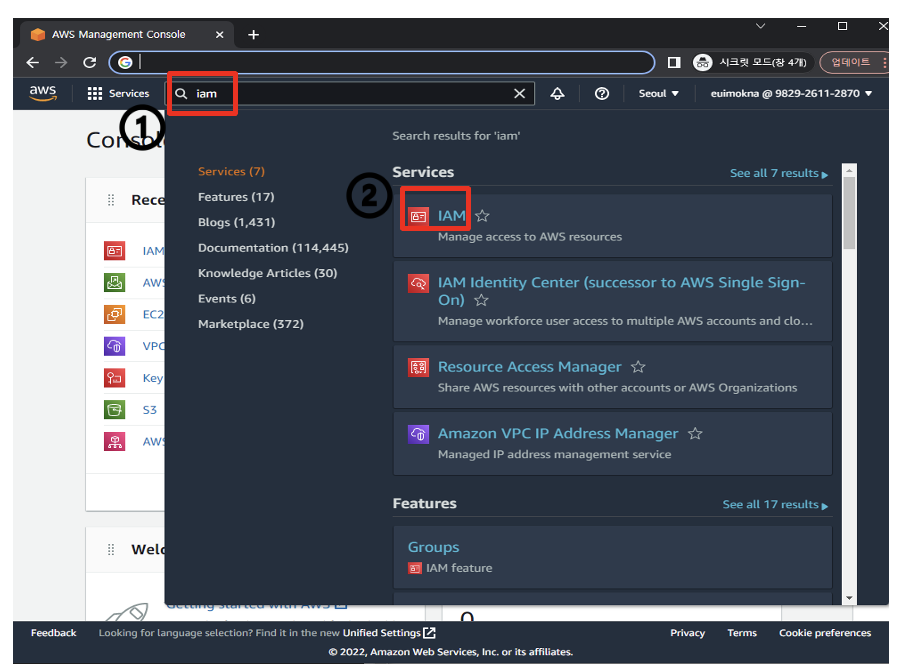 AWS Management Console
시크릿 모드(창 4개)
업데이트
aws
Services
iam
Seoul
euimokna @ 9829-2611-2870
1
Consol
Search results for 'iam'
Services (7)
Features (17)
Blogs (1,431)
Documentation (114,445)
Knowledge Articles (30)
Events (6)
Marketplace (372)
2
Services
See all 7 results
IAM
Manage access to AWS resources
IAM Identity Center (successor to AWS Single Sign-
On)
Manage workforce user access to multiple AWS accounts and clo...
Resource Access Manager
Share AWS resources with other accounts or AWS Organizations
Amazon VPC IP Address Manager
Managed IP address management service
Features
See all 17 results
Groups
IAM feature
Rece
IAM
AWS
EC2
VPC
Key
S3
AWS
Welc
Getting started with AWS
Feedback
Looking for language selection? Find it in the new Unified Settings
Privacy
Terms
Cookie preferences
© 2022, Amazon Web Services, Inc. or its affiliates.